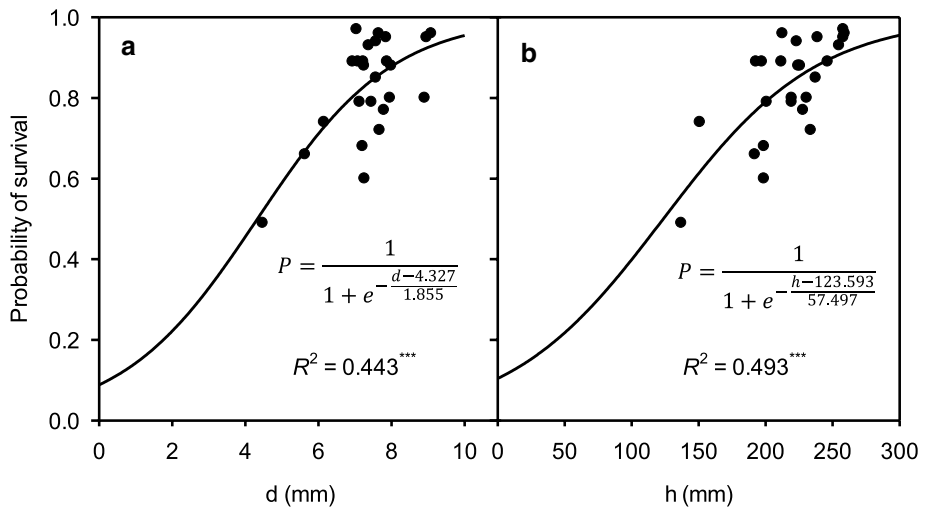 Probability of survival
1.0
0.8
0.6
0.4
0.2
0.0
a
P = 1 / (1 + e^(−(d−4.327)/1.855))
R² = 0.443***
0 2 4 6 8 10
d (mm)
b
P = 1 / (1 + e^(−(h−123.593)/57.497))
R² = 0.493***
0 50 100 150 200 250 300
h (mm)